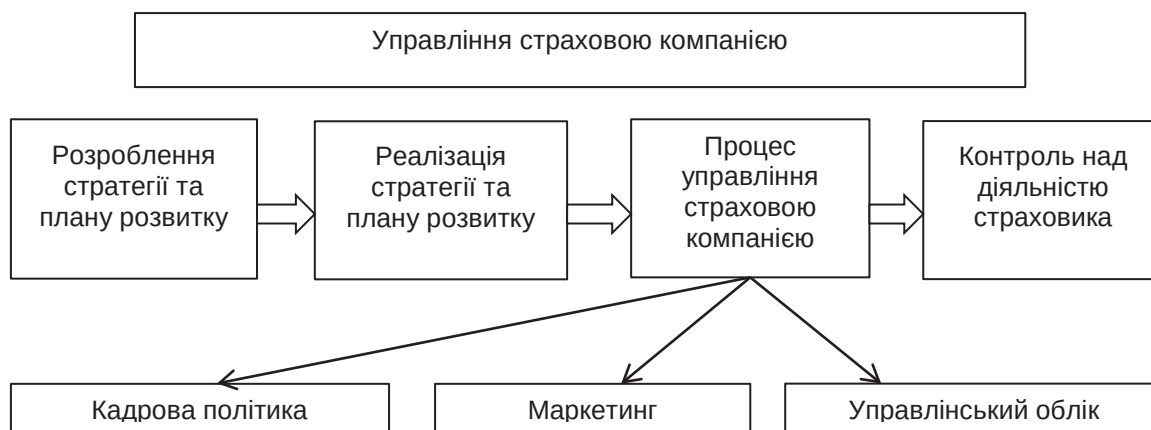 Управління страховою компанією
Розроблення
стратегії та
плану розвитку
Реалізація
стратегії та
плану розвитку
Процес
управління
страховою
компанією
Контроль над
діяльністю
страховика
Кадрова політика
Маркетинг
Управлінський облік